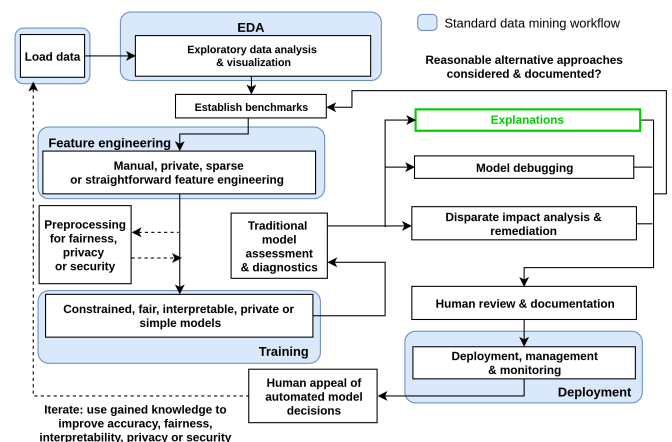 EDA
Standard data mining workflow
Load data
Exploratory data analysis
& visualization
Reasonable alternative approaches
considered & documented?
Establish benchmarks
Explanations
Feature engineering
Manual, private, sparse
or straightforward feature engineering
Model debugging
Preprocessing
for fairness,
privacy
or security
Traditional
model
assessment
& diagnostics
Disparate impact analysis &
remediation
Constrained, fair, interpretable, private or
simple models
Training
Human review & documentation
Deployment, management
& monitoring
Deployment
Human appeal of
automated model
decisions
Iterate: use gained knowledge to
improve accuracy, fairness,
interpretability, privacy or security